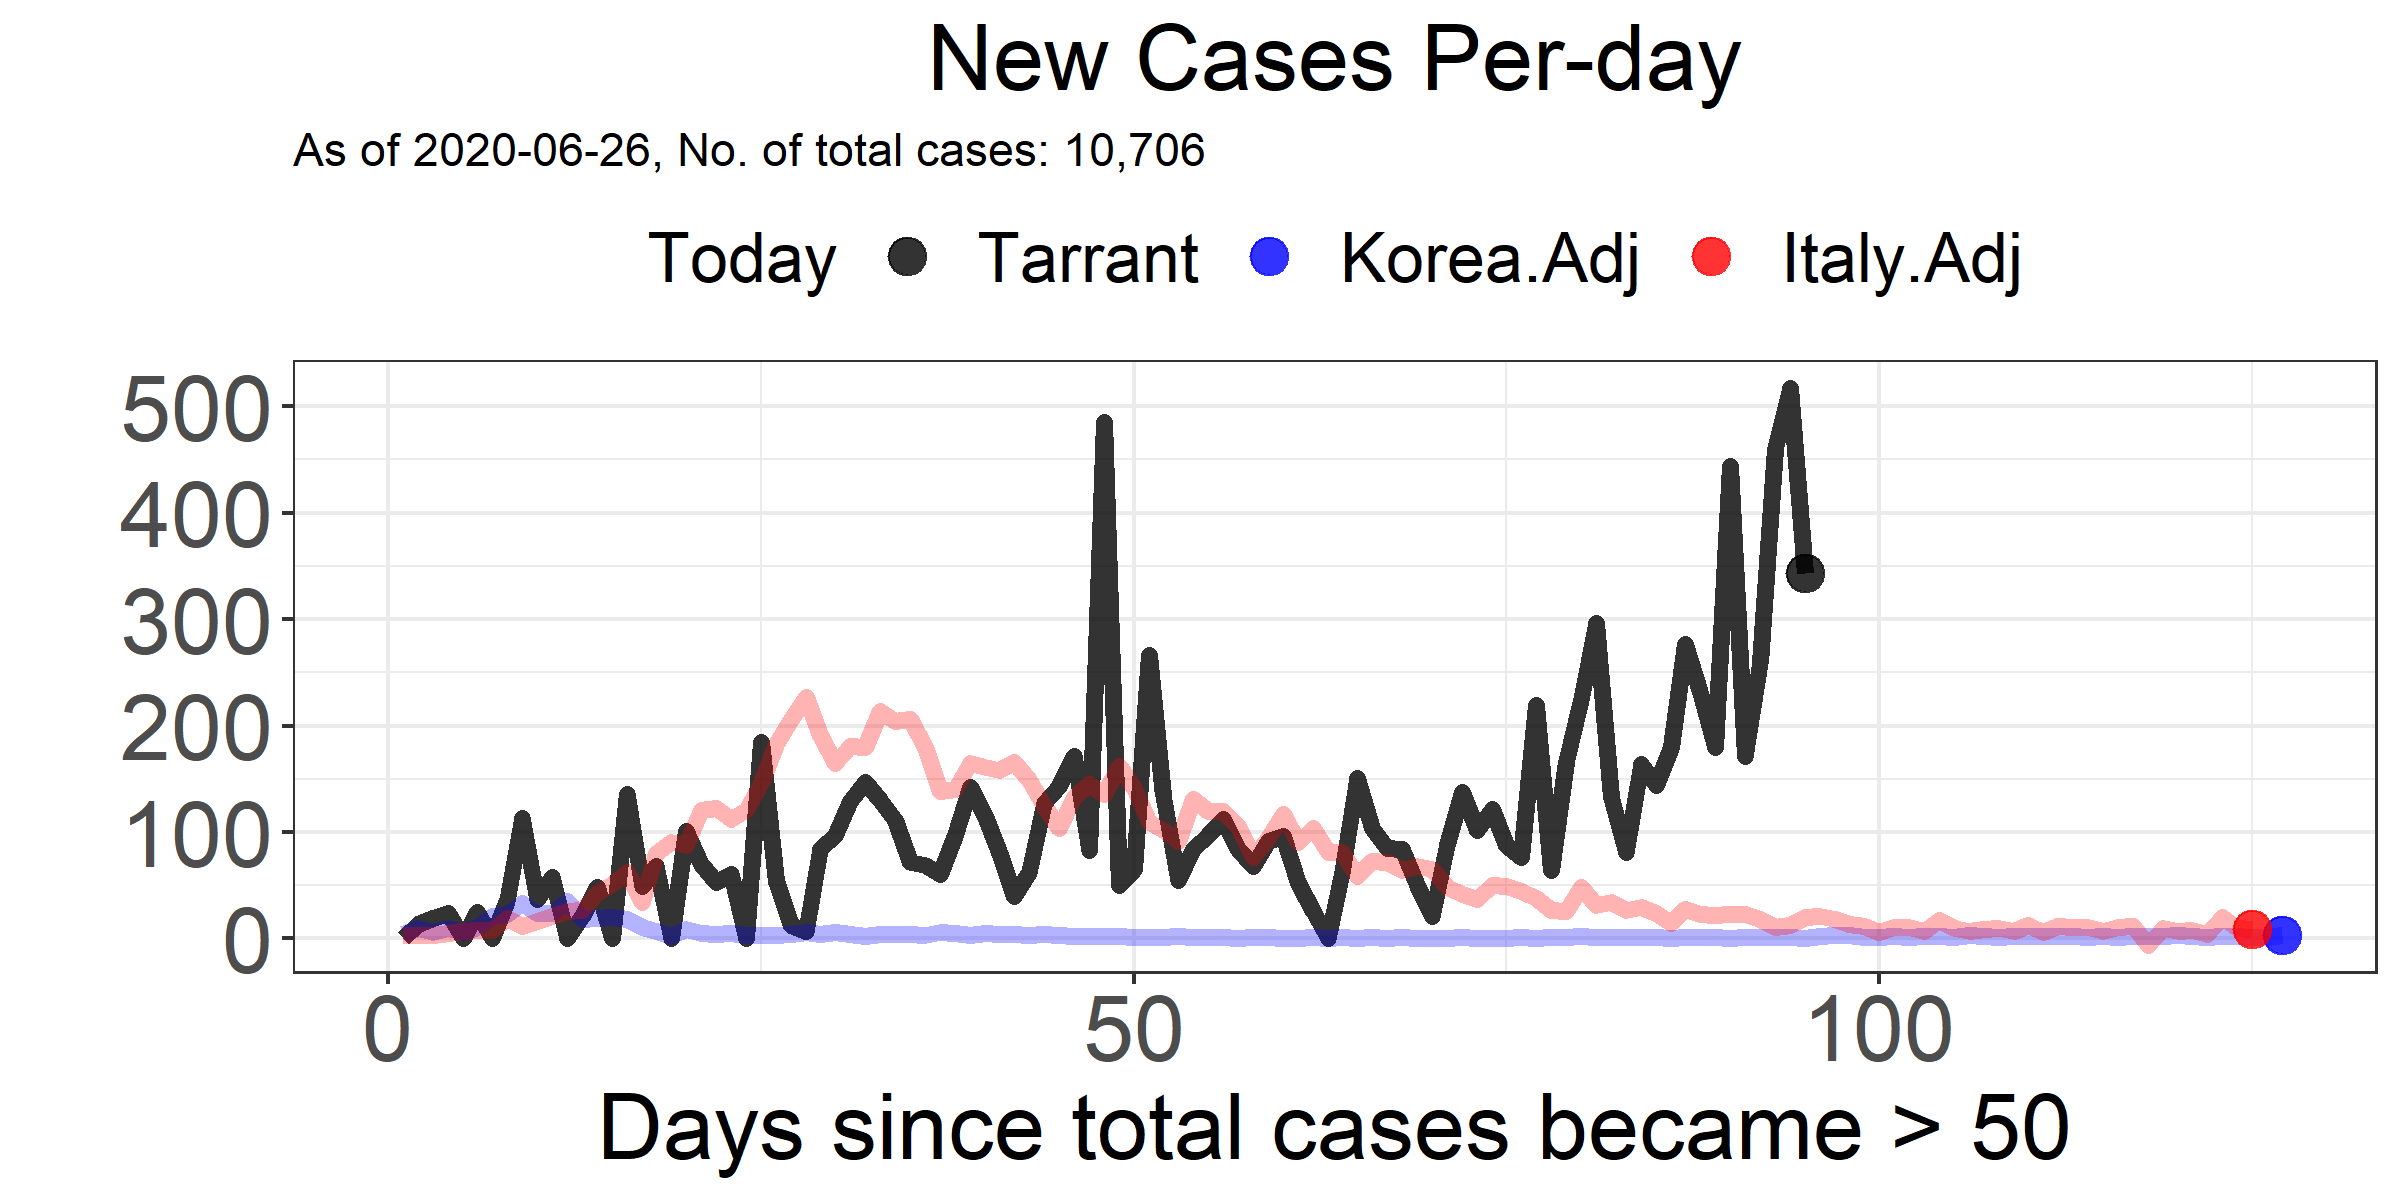 New Cases Per-day
As of 2020-06-26, No. of total cases: 10,706
Today Tarrant Korea.Adj Italy.Adj
500
400
300
200
100
0
0 50 100
Days since total cases became > 50